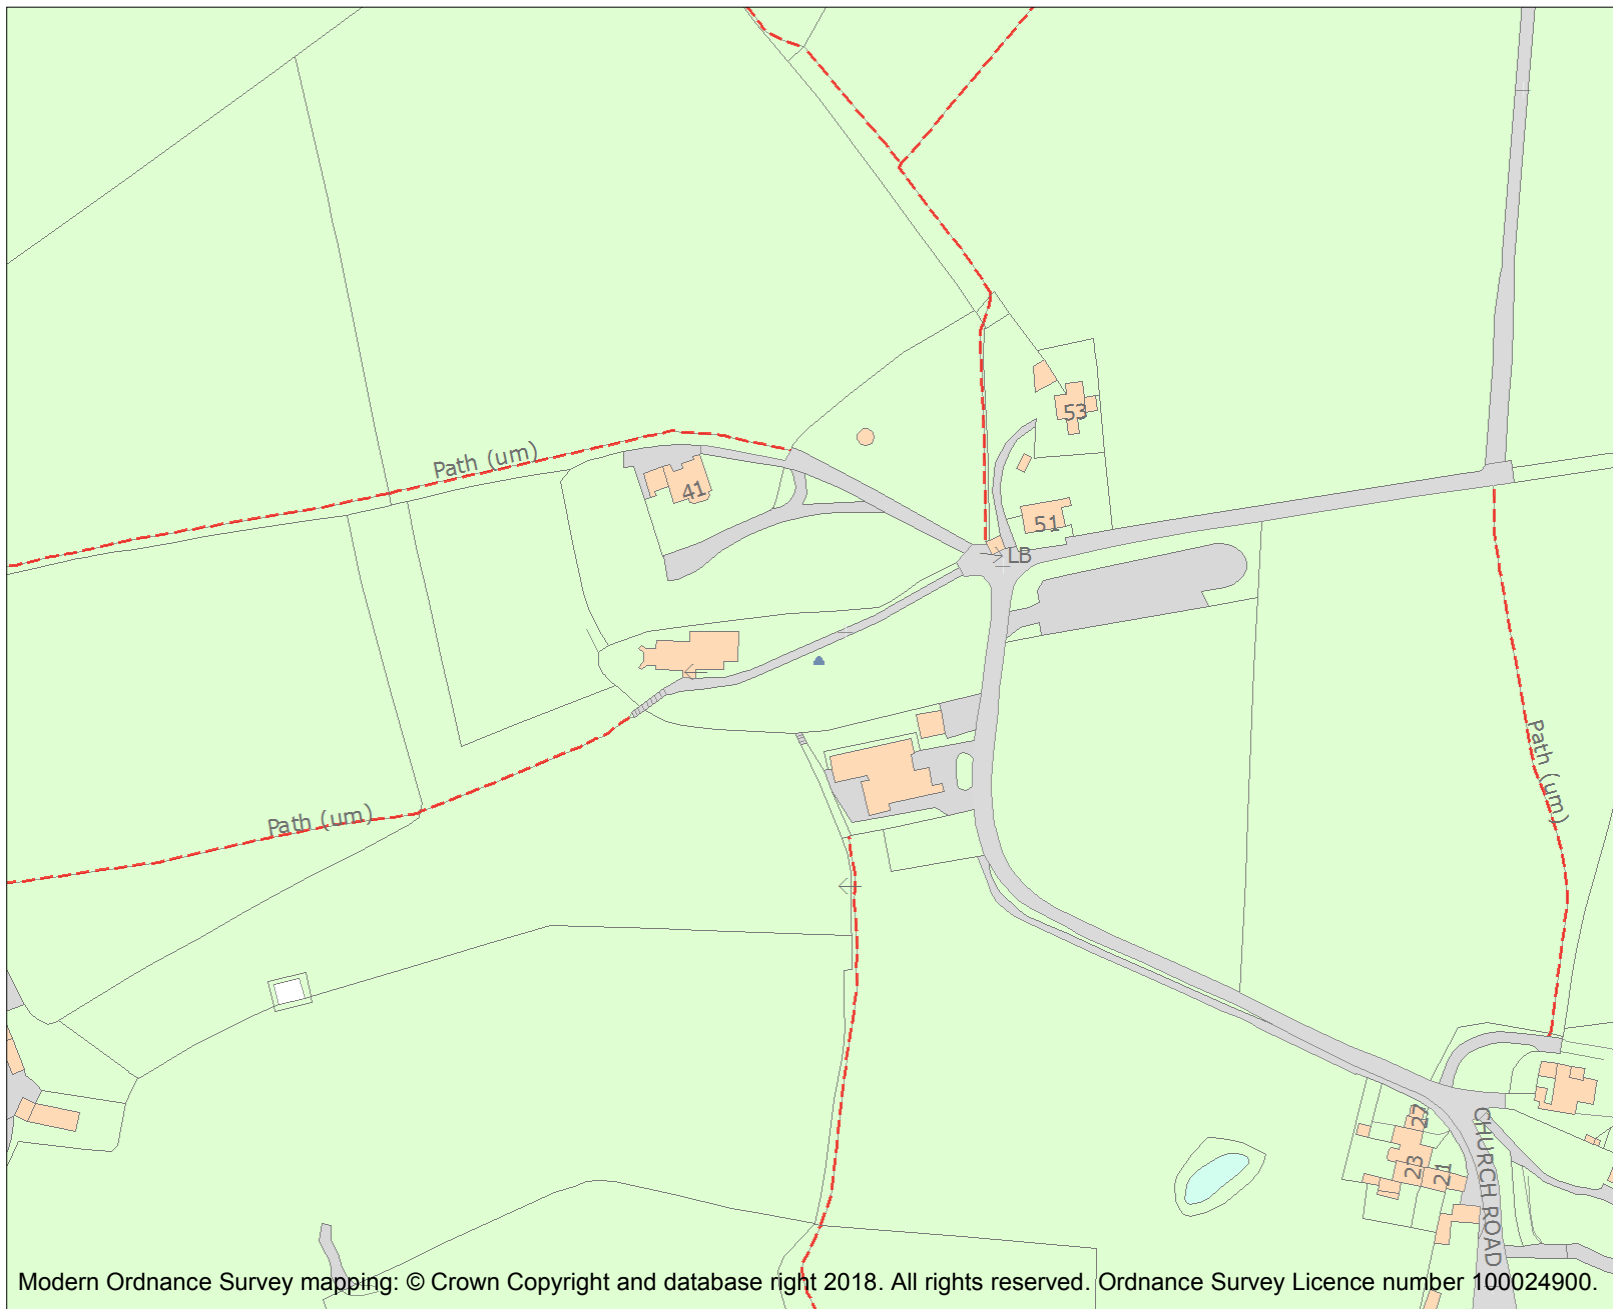 53
Path (um)
41
51
LB
Path (um)
Path (um)
27
CHURCH ROAD
23
21
Modern Ordnance Survey mapping: © Crown Copyright and database right 2018. All rights reserved. Ordnance Survey Licence number 100024900.